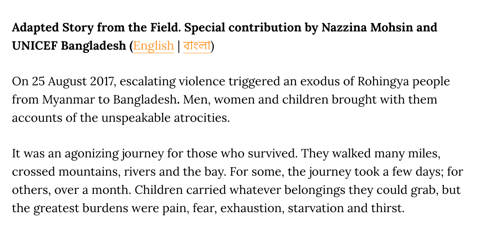 Adapted Story from the Field. Special contribution by Nazzina Mohsin and
UNICEF Bangladesh (English | বাংলা)
On 25 August 2017, escalating violence triggered an exodus of Rohingya people
from Myanmar to Bangladesh. Men, women and children brought with them
accounts of the unspeakable atrocities.
It was an agonizing journey for those who survived. They walked many miles,
crossed mountains, rivers and the bay. For some, the journey took a few days; for
others, over a month. Children carried whatever belongings they could grab, but
the greatest burdens were pain, fear, exhaustion, starvation and thirst.